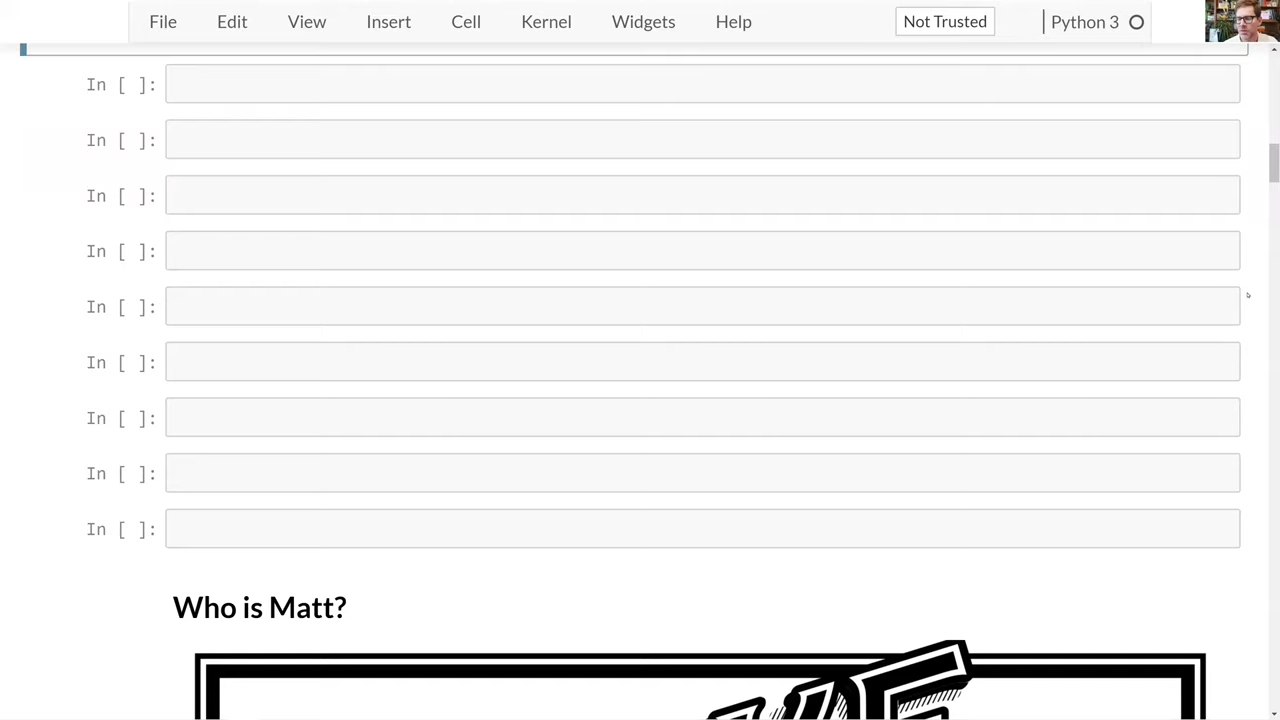 File Edit View Insert Cell Kernel Widgets Help Not Trusted Python 3
In [ ]:
In [ ]:
In [ ]:
In [ ]:
In [ ]:
In [ ]:
In [ ]:
In [ ]:
In [ ]:
Who is Matt?